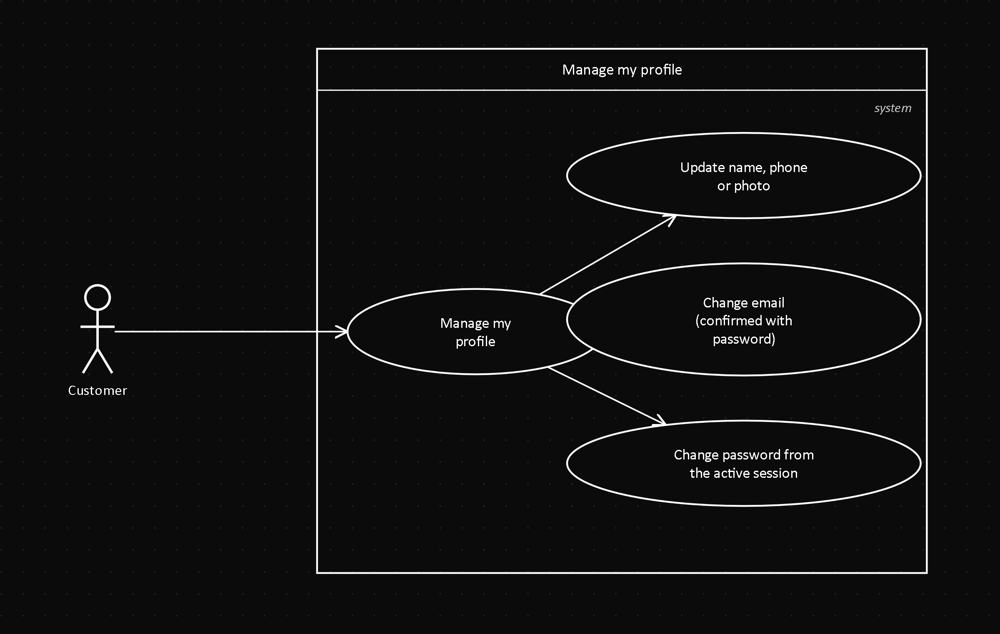 Manage my profile
system
Update name, phone
or photo
Change email
(confirmed with
password)
Manage my
profile
Customer
Change password from
the active session